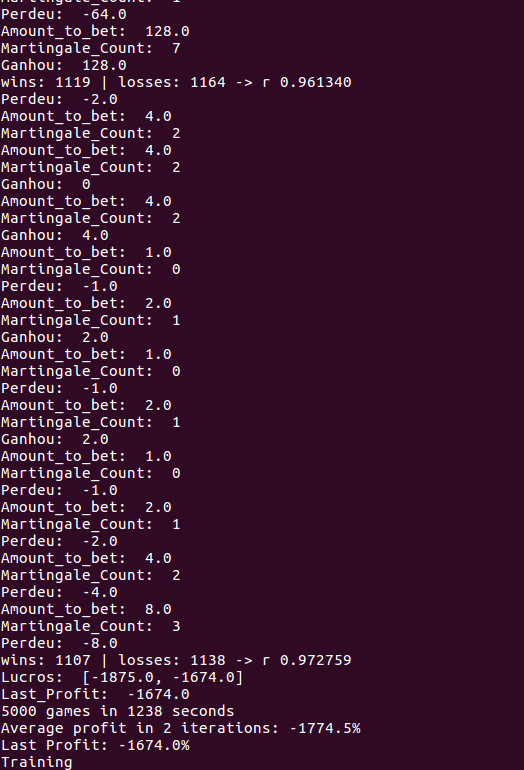 Martingale_Count:  1
Perdeu:  -64.0
Amount_to_bet:  128.0
Martingale_Count:  7
Ganhou:  128.0
wins: 1119 | losses: 1164 -> r 0.961340
Perdeu:  -2.0
Amount_to_bet:  4.0
Martingale_Count:  2
Amount_to_bet:  4.0
Martingale_Count:  2
Ganhou:  0
Amount_to_bet:  4.0
Martingale_Count:  2
Ganhou:  4.0
Amount_to_bet:  1.0
Martingale_Count:  0
Perdeu:  -1.0
Amount_to_bet:  2.0
Martingale_Count:  1
Ganhou:  2.0
Amount_to_bet:  1.0
Martingale_Count:  0
Perdeu:  -1.0
Amount_to_bet:  2.0
Martingale_Count:  1
Ganhou:  2.0
Amount_to_bet:  1.0
Martingale_Count:  0
Perdeu:  -1.0
Amount_to_bet:  2.0
Martingale_Count:  1
Perdeu:  -2.0
Amount_to_bet:  4.0
Martingale_Count:  2
Perdeu:  -4.0
Amount_to_bet:  8.0
Martingale_Count:  3
Perdeu:  -8.0
wins: 1107 | losses: 1138 -> r 0.972759
Lucros:  [-1875.0, -1674.0]
Last_Profit:  -1674.0
5000 games in 1238 seconds
Average profit in 2 iterations: -1774.5%
Last Profit: -1674.0%
Training